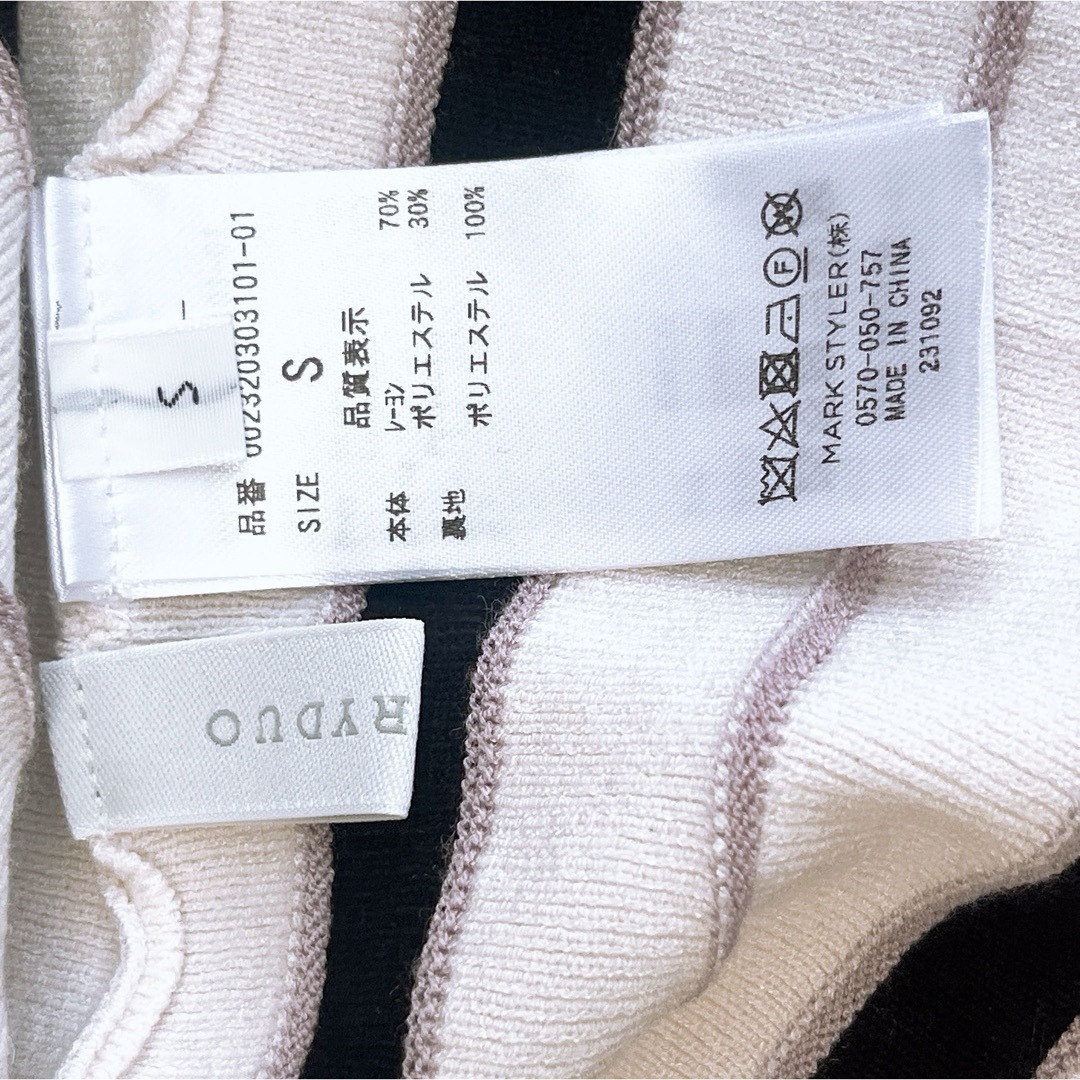 品番 002320303101-01
SIZE S
品質表示
本体 レーヨン 70%
ポリエステル 30%
裏地 ポリエステル 100%
F
MARK STYLER(株)
0570-050-757
MADE IN CHINA
231092
S
RYDUO